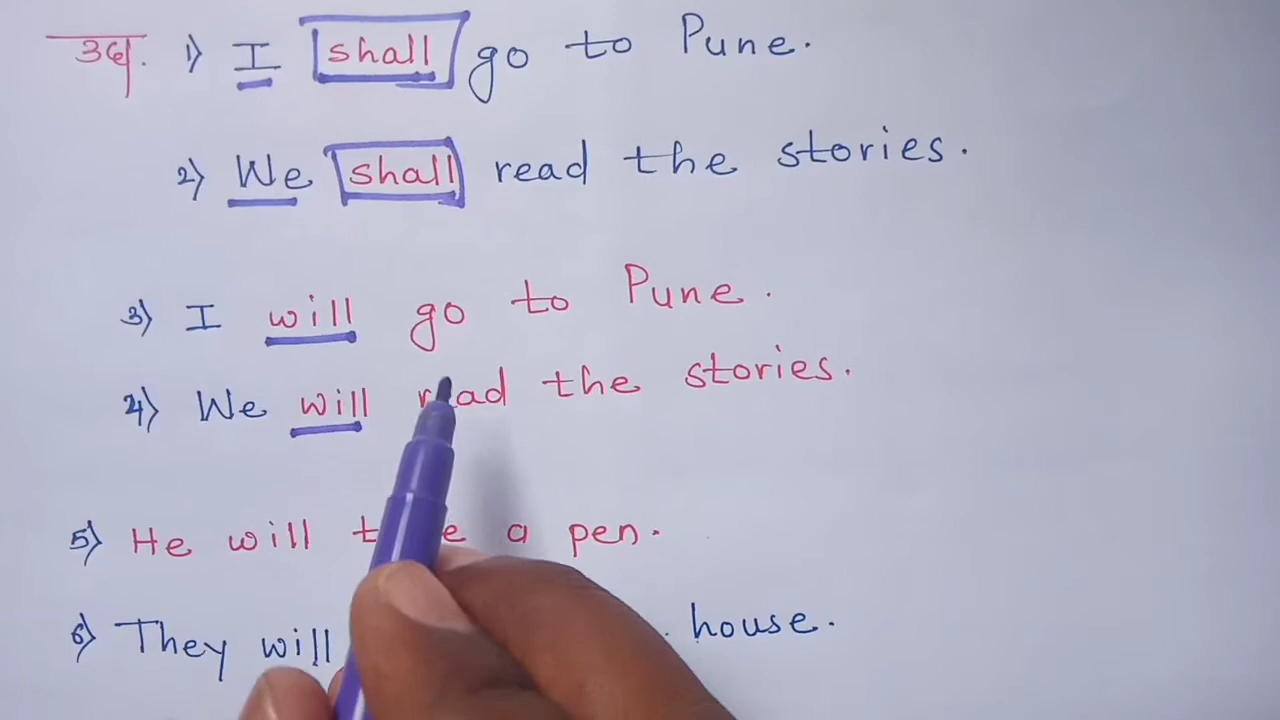 1) I shall go to Pune.
2) We shall read the stories.
3) I will go to Pune.
4) We will read the stories.
5) He will a pen.
6) They will house.